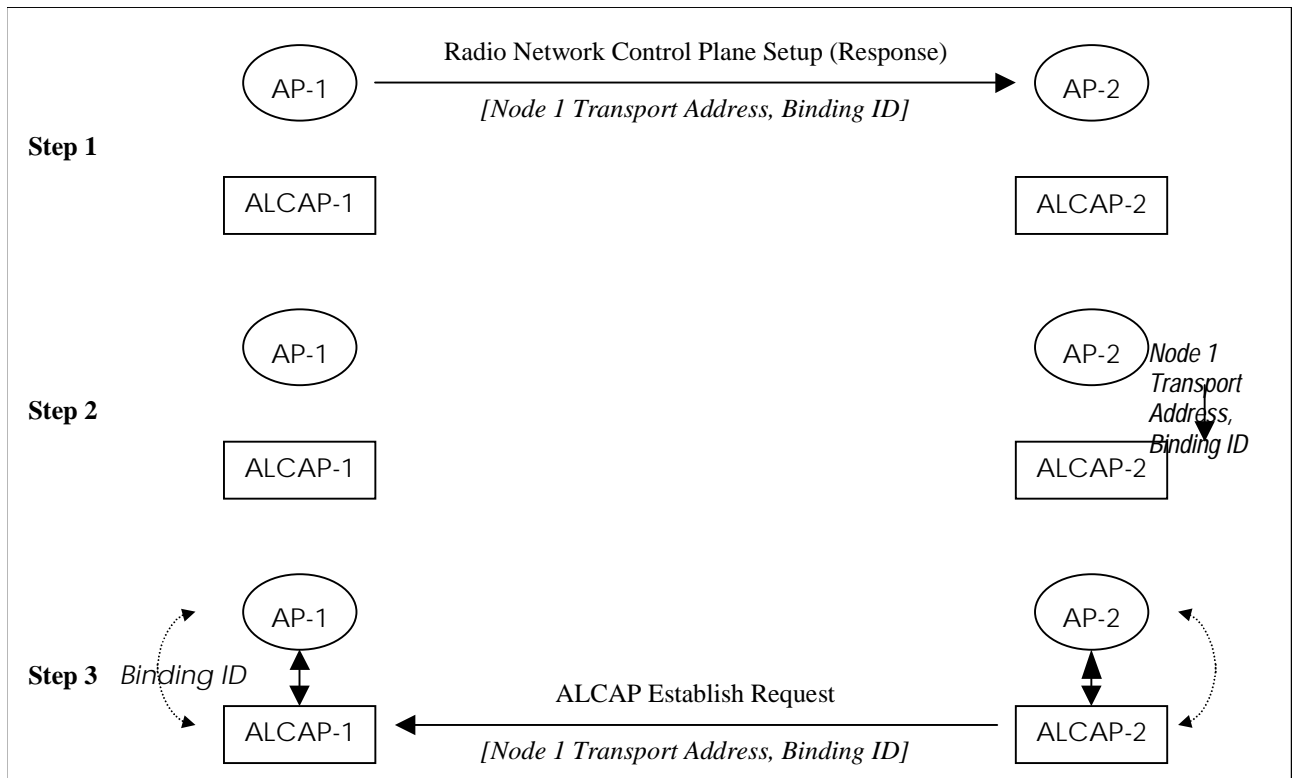 Radio Network Control Plane Setup (Response)
AP-1
AP-2
[Node 1 Transport Address, Binding ID]
Step 1
ALCAP-1
ALCAP-2
AP-1
AP-2
Node 1
Transport
Address,
Binding ID
Step 2
ALCAP-1
ALCAP-2
AP-1
AP-2
Step 3
Binding ID
ALCAP Establish Request
ALCAP-1
ALCAP-2
[Node 1 Transport Address, Binding ID]